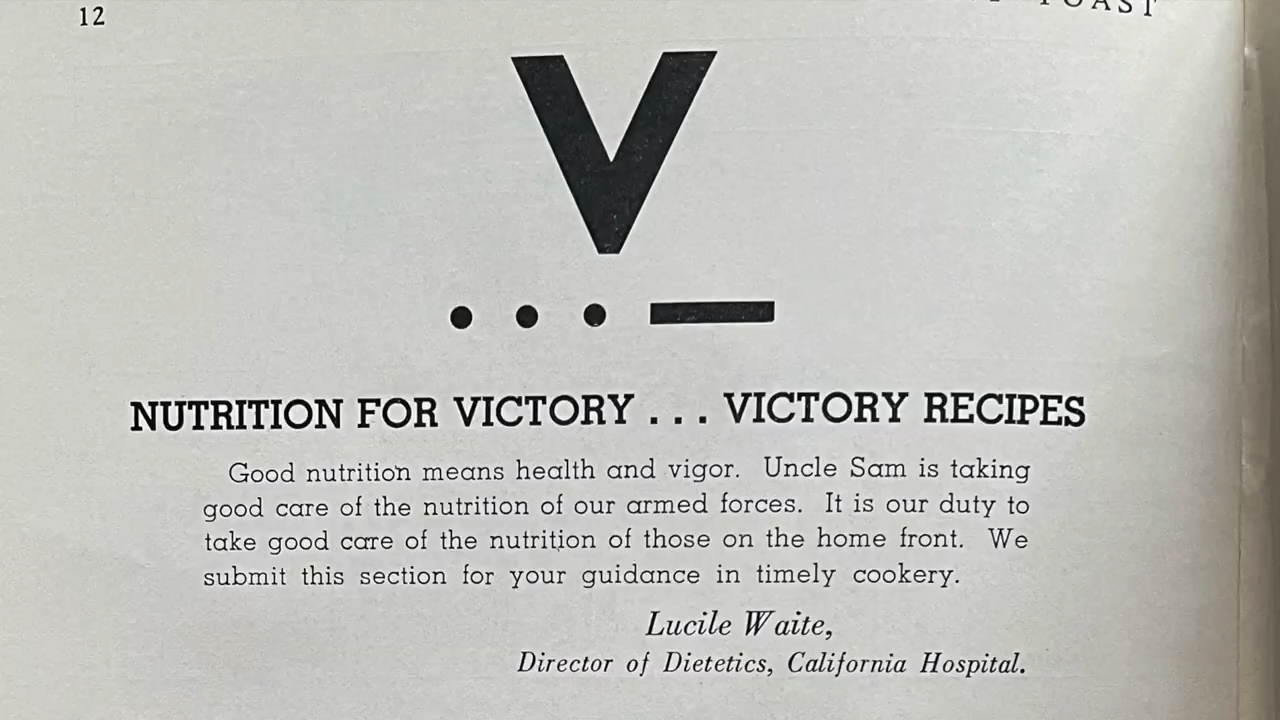 12
V
NUTRITION FOR VICTORY . . . VICTORY RECIPES
Good nutrition means health and vigor. Uncle Sam is taking
good care of the nutrition of our armed forces. It is our duty to
take good care of the nutrition of those on the home front. We
submit this section for your guidance in timely cookery.
Lucile Waite,
Director of Dietetics, California Hospital.